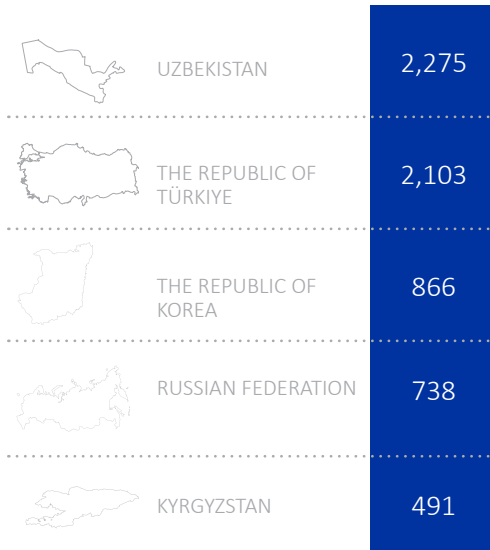 UZBEKISTAN 2,275
THE REPUBLIC OF
TÜRKIYE 2,103
THE REPUBLIC OF
KOREA 866
RUSSIAN FEDERATION 738
KYRGYZSTAN 491